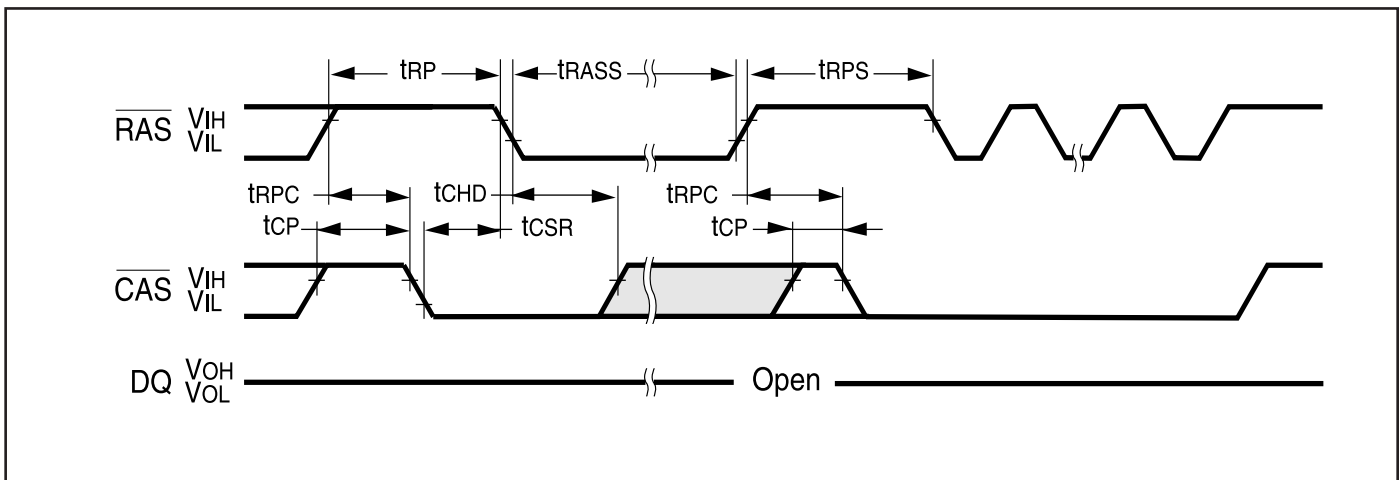 tRP tRASS tRPS
RAS VIH
VIL
tRPC tCHD tRPC
tCP tCSR tCP
CAS VIH
VIL
DQ VOH
VOL
Open